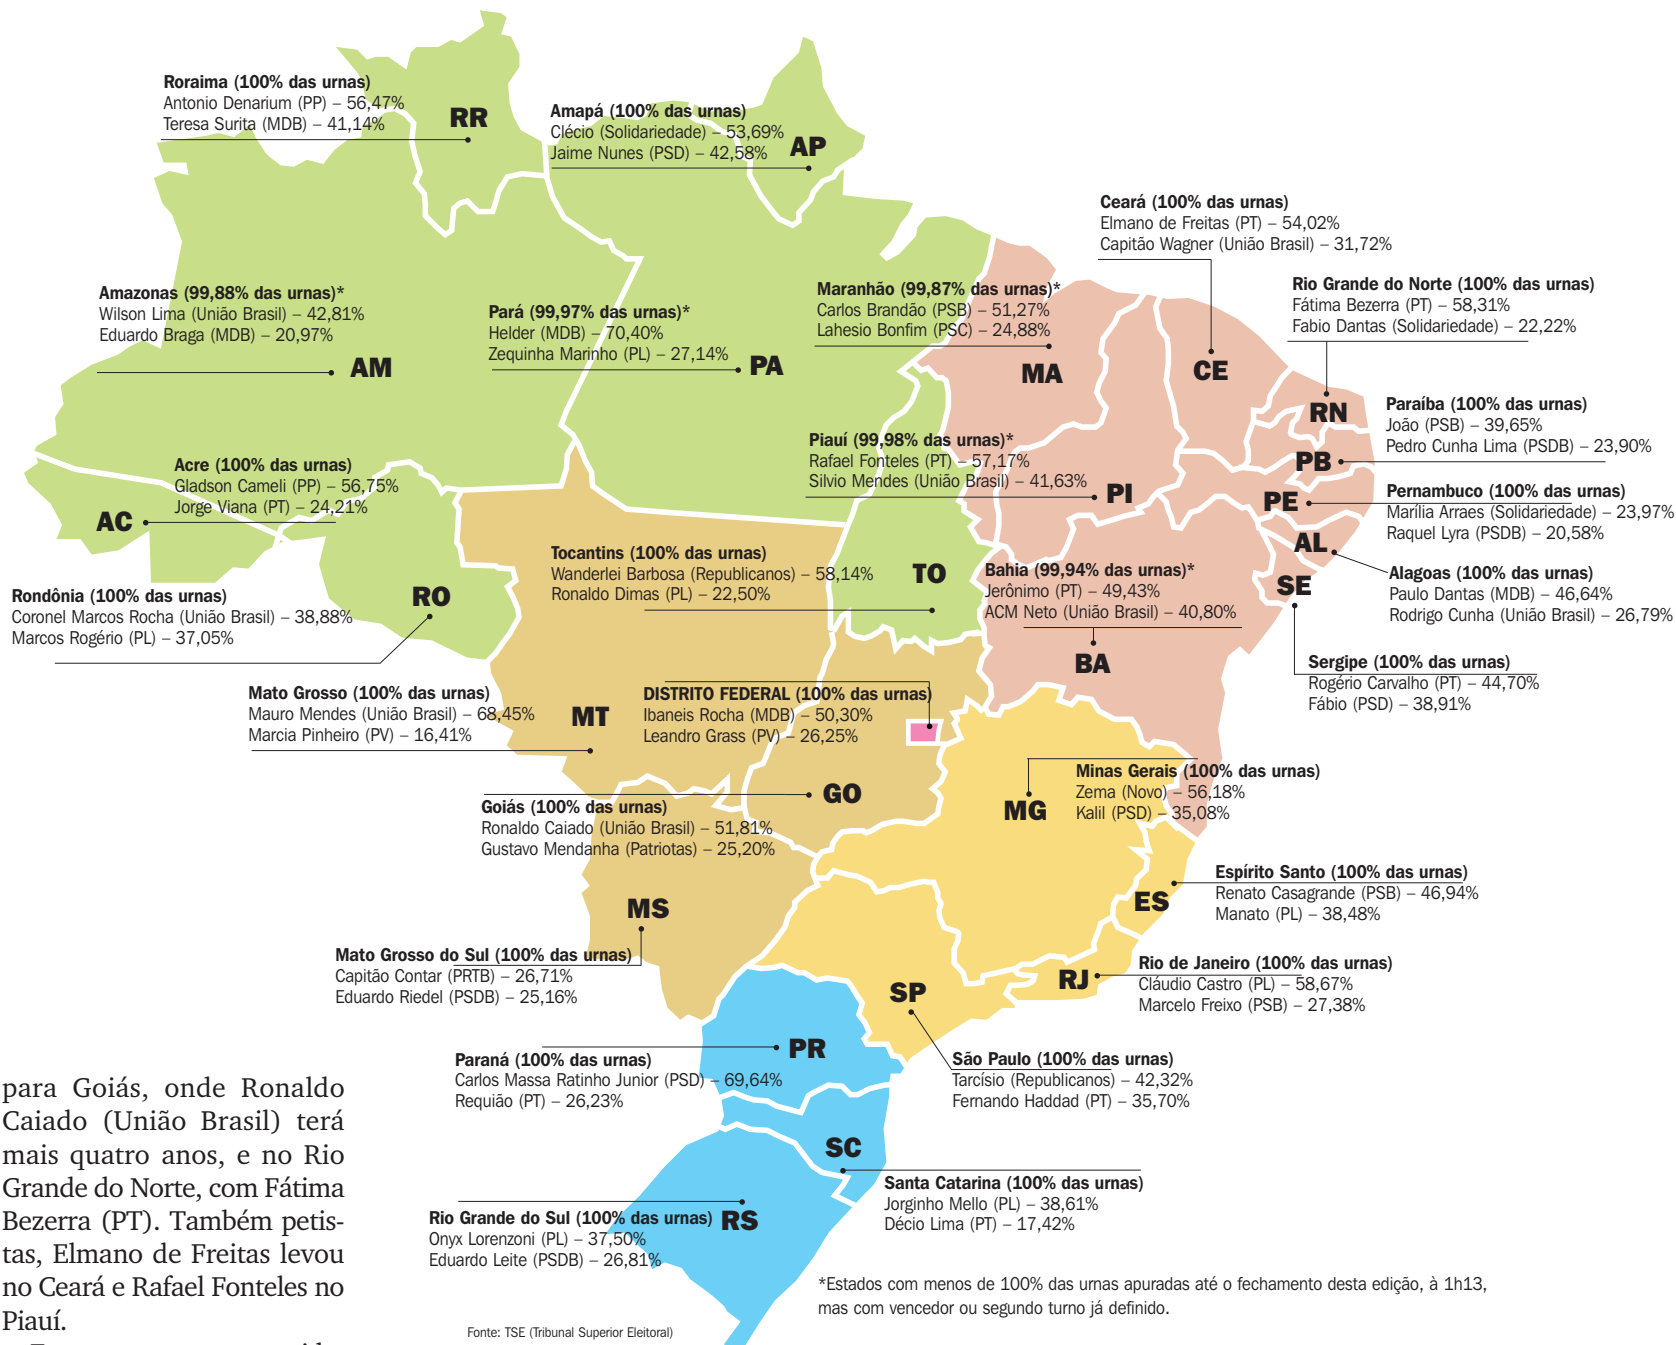 Roraima (100% das urnas)
Antonio Denarium (PP) – 56,47%
Teresa Surita (MDB) – 41,14%
RR
Amapá (100% das urnas)
Clécio (Solidariedade) – 53,69%
Jaime Nunes (PSD) – 42,58%
AP
Ceará (100% das urnas)
Elmano de Freitas (PT) – 54,02%
Capitão Wagner (União Brasil) – 31,72%
CE
Rio Grande do Norte (100% das urnas)
Fátima Bezerra (PT) – 58,31%
Fabio Dantas (Solidariedade) – 22,22%
RN
Amazonas (99,88% das urnas)*
Wilson Lima (União Brasil) – 42,81%
Eduardo Braga (MDB) – 20,97%
AM
Pará (99,97% das urnas)*
Helder (MDB) – 70,40%
Zequinha Marinho (PL) – 27,14%
PA
Maranhão (99,87% das urnas)*
Carlos Brandão (PSB) – 51,27%
Lahesio Bonfim (PSC) – 24,88%
MA
Paraíba (100% das urnas)
João (PSB) – 39,65%
Pedro Cunha Lima (PSDB) – 23,90%
PB
Piauí (99,98% das urnas)*
Rafael Fonteles (PT) – 57,17%
Silvio Mendes (União Brasil) – 41,63%
PI
Acre (100% das urnas)
Gladson Cameli (PP) – 56,75%
Jorge Viana (PT) – 24,21%
AC
Pernambuco (100% das urnas)
Marília Arraes (Solidariedade) – 23,97%
Raquel Lyra (PSDB) – 20,58%
PE
Tocantins (100% das urnas)
Wanderlei Barbosa (Republicanos) – 58,14%
Ronaldo Dimas (PL) – 22,50%
TO
Bahia (99,94% das urnas)*
Jerônimo (PT) – 49,43%
ACM Neto (União Brasil) – 40,80%
BA
AL
Alagoas (100% das urnas)
Paulo Dantas (MDB) – 46,64%
Rodrigo Cunha (União Brasil) – 26,79%
SE
Sergipe (100% das urnas)
Rogério Carvalho (PT) – 44,70%
Fábio (PSD) – 38,91%
Rondônia (100% das urnas)
Coronel Marcos Rocha (União Brasil) – 38,88%
Marcos Rogério (PL) – 37,05%
RO
Mato Grosso (100% das urnas)
Mauro Mendes (União Brasil) – 68,45%
Marcia Pinheiro (PV) – 16,41%
MT
DISTRITO FEDERAL (100% das urnas)
Ibaneis Rocha (MDB) – 50,30%
Leandro Grass (PV) – 26,25%
Goiás (100% das urnas)
Ronaldo Caiado (União Brasil) – 51,81%
Gustavo Mendanha (Patriotas) – 25,20%
GO
Minas Gerais (100% das urnas)
Zema (Novo) – 56,18%
Kalil (PSD) – 35,08%
MG
Espírito Santo (100% das urnas)
Renato Casagrande (PSB) – 46,94%
Manato (PL) – 38,48%
ES
MS
Mato Grosso do Sul (100% das urnas)
Capitão Contar (PRTB) – 26,71%
Eduardo Riedel (PSDB) – 25,16%
Rio de Janeiro (100% das urnas)
Cláudio Castro (PL) – 58,67%
Marcelo Freixo (PSB) – 27,38%
RJ
SP
São Paulo (100% das urnas)
Tarcísio (Republicanos) – 42,32%
Fernando Haddad (PT) – 35,70%
Paraná (100% das urnas)
Carlos Massa Ratinho Junior (PSD) – 69,64%
Requião (PT) – 26,23%
PR
SC
Santa Catarina (100% das urnas)
Jorginho Mello (PL) – 38,61%
Décio Lima (PT) – 17,42%
Rio Grande do Sul (100% das urnas)
Onyx Lorenzoni (PL) – 37,50%
Eduardo Leite (PSDB) – 26,81%
RS
para Goiás, onde Ronaldo
Caiado (União Brasil) terá
mais quatro anos, e no Rio
Grande do Norte, com Fátima
Bezerra (PT). Também petis-
tas, Elmano de Freitas levou
no Ceará e Rafael Fonteles no
Piauí.
*Estados com menos de 100% das urnas apuradas até o fechamento desta edição, à 1h13,
mas com vencedor ou segundo turno já definido.
Fonte: TSE (Tribunal Superior Eleitoral)